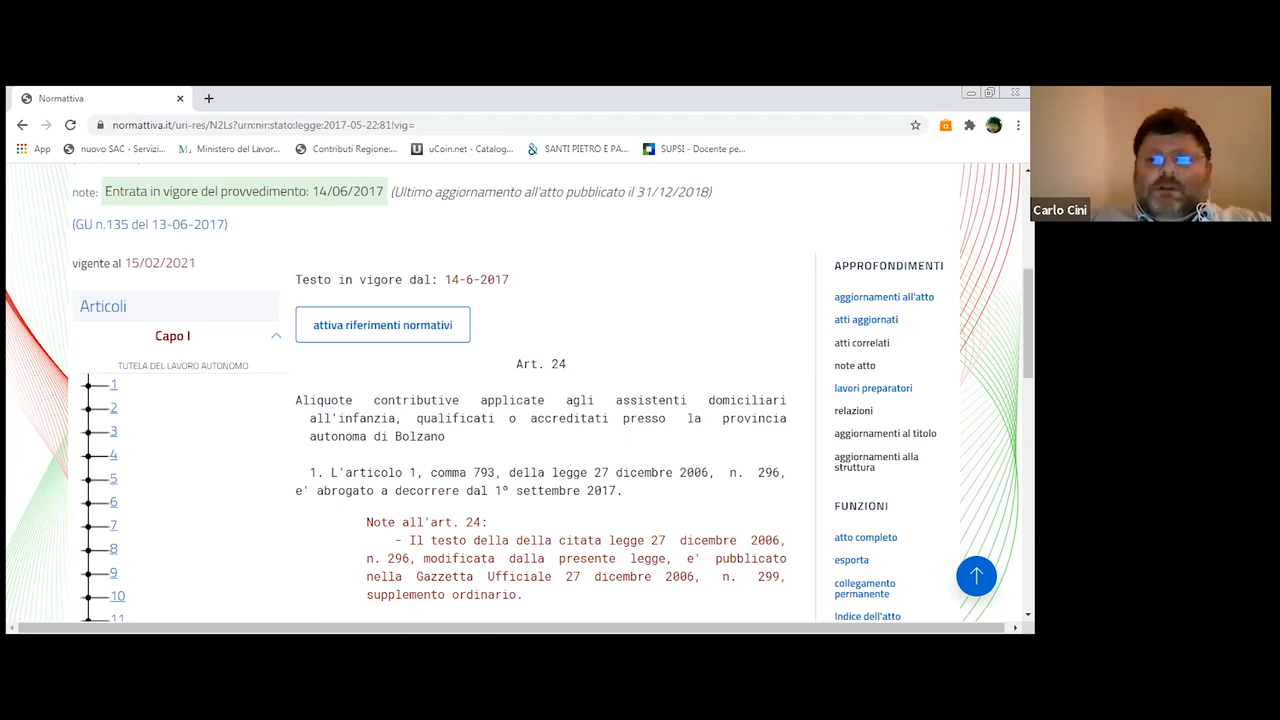 Normattiva
normattiva.it/uri-res/N2Ls?urn:nir:stato:legge:2017-05-22;81!vig=
App
nuovo SAC - Servizi...
Ministero del Lavor...
Contributi Regione:...
uCoin.net - Catalog...
SANTI PIETRO E PA...
SUPSI - Docente pe...
Carlo Cini
note: Entrata in vigore del provvedimento: 14/06/2017 (Ultimo aggiornamento all'atto pubblicato il 31/12/2018)
(GU n.135 del 13-06-2017)
vigente al 15/02/2021
Articoli
Capo I
TUTELA DEL LAVORO AUTONOMO
1
2
3
4
5
6
7
8
9
10
11
Testo in vigore dal: 14-6-2017
attiva riferimenti normativi
Art. 24
Aliquote contributive applicate agli assistenti domiciliari
all'infanzia, qualificati o accreditati presso la provincia
autonoma di Bolzano
1. L'articolo 1, comma 793, della legge 27 dicembre 2006, n. 296,
e' abrogato a decorrere dal 1º settembre 2017.
Note all'art. 24:
- Il testo della della citata legge 27 dicembre 2006,
n. 296, modificata dalla presente legge, e' pubblicato
nella Gazzetta Ufficiale 27 dicembre 2006, n. 299,
supplemento ordinario.
APPROFONDIMENTI
aggiornamenti all'atto
atti aggiornati
atti correlati
note atto
lavori preparatori
relazioni
aggiornamenti al titolo
aggiornamenti alla
struttura
FUNZIONI
atto completo
esporta
collegamento
permanente
Indice dell'atto